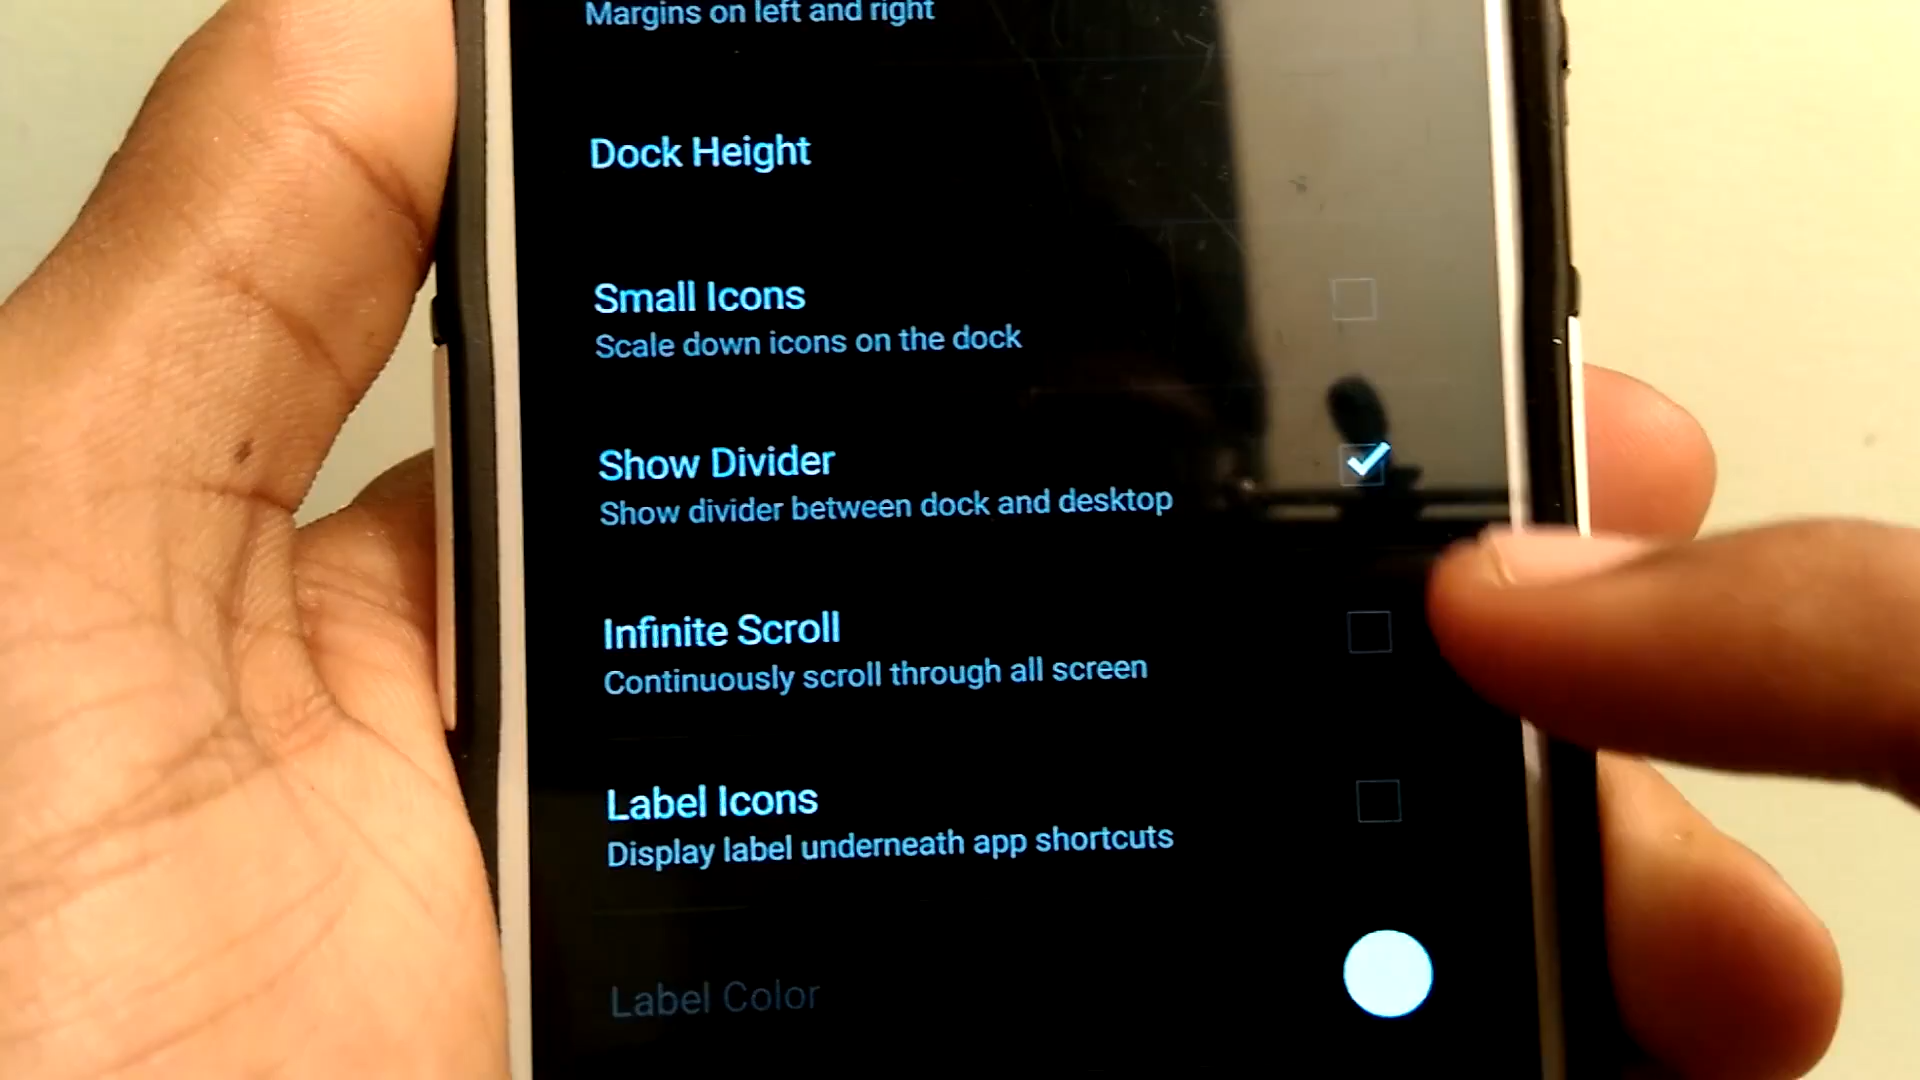 Margins on left and right
Dock Height
Small Icons
Scale down icons on the dock
Show Divider
Show divider between dock and desktop
Infinite Scroll
Continuously scroll through all screen
Label Icons
Display label underneath app shortcuts
Label Color